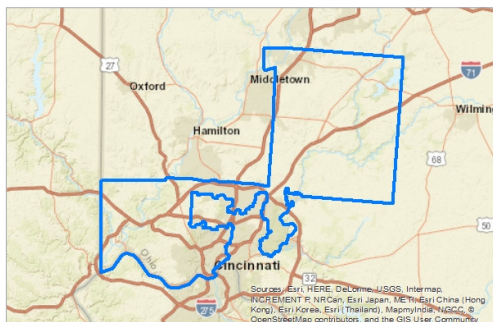 27
Oxford
Middletown
71
Wilming
Hamilton
68
50
Ohio
Cincinnati
32
275
Sources: Esri, HERE, DeLorme, USGS, Intermap,
INCREMENT P, NRCan, Esri Japan, METI, Esri China (Hong
Kong), Esri Korea, Esri (Thailand), MapmyIndia, NGCC, ©
OpenStreetMap contributors, and the GIS User Community